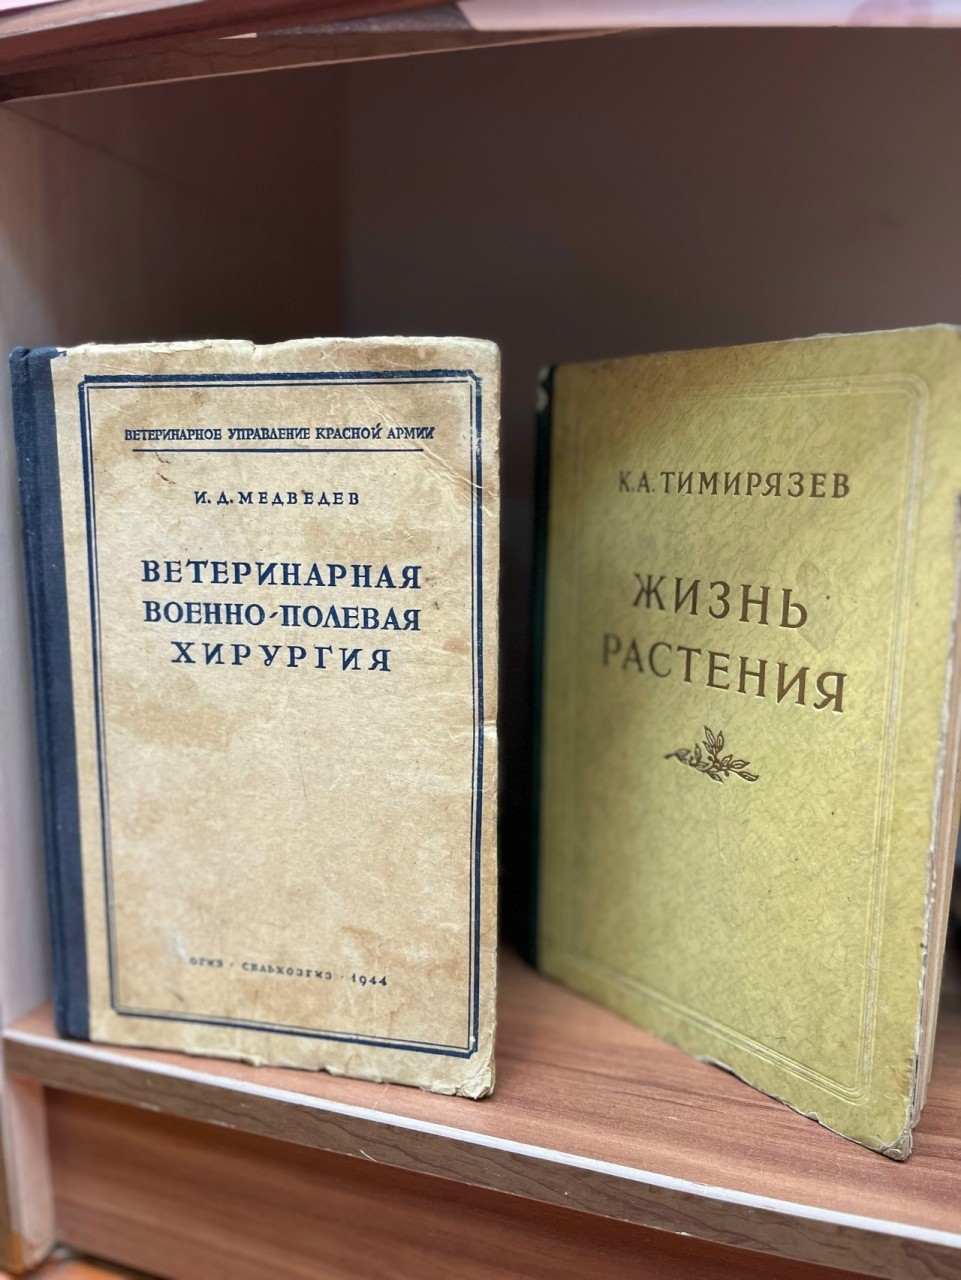 ВЕТЕРИНАРНОЕ УПРАВЛЕНИЕ КРАСНОЙ АРМИИ
И. Д. МЕДВЕДЕВ
ВЕТЕРИНАРНАЯ
ВОЕННО-ПОЛЕВАЯ
ХИРУРГИЯ
ОГИЗ · СЕЛЬХОЗГИЗ · 1944
К. А. ТИМИРЯЗЕВ
ЖИЗНЬ
РАСТЕНИЯ